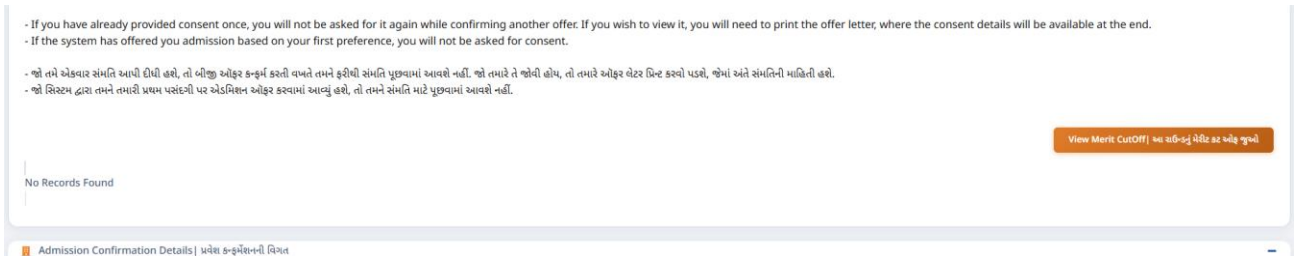 - If you have already provided consent once, you will not be asked for it again while confirming another offer. If you wish to view it, you will need to print the offer letter, where the consent details will be available at the end.
- If the system has offered you admission based on your first preference, you will not be asked for consent.
- જો તમે એકવાર સંમતિ આપી દીધી હશે, તો બીજી ઑફર કન્ફર્મ કરતી વખતે તમને ફરીથી સંમતિ પૂછવામાં આવશે નહીં. જો તમારે તે જોવી હોય, તો તમારે ઑફર લેટર પ્રિન્ટ કરવો પડશે, જેમાં અંતે સંમતિની માહિતી હશે.
- જો સિસ્ટમ દ્વારા તમને તમારી પ્રથમ પસંદગી પર એડમિશન ઑફર કરવામાં આવ્યું હશે, તો તમને સંમતિ માટે પૂછવામાં આવશે નહીં.
View Merit CutOff| આ રાઉન્ડનું મેરીટ કટ ઓફ જુઓ
No Records Found
Admission Confirmation Details| પ્રવેશ કન્ફર્મેશનની વિગત